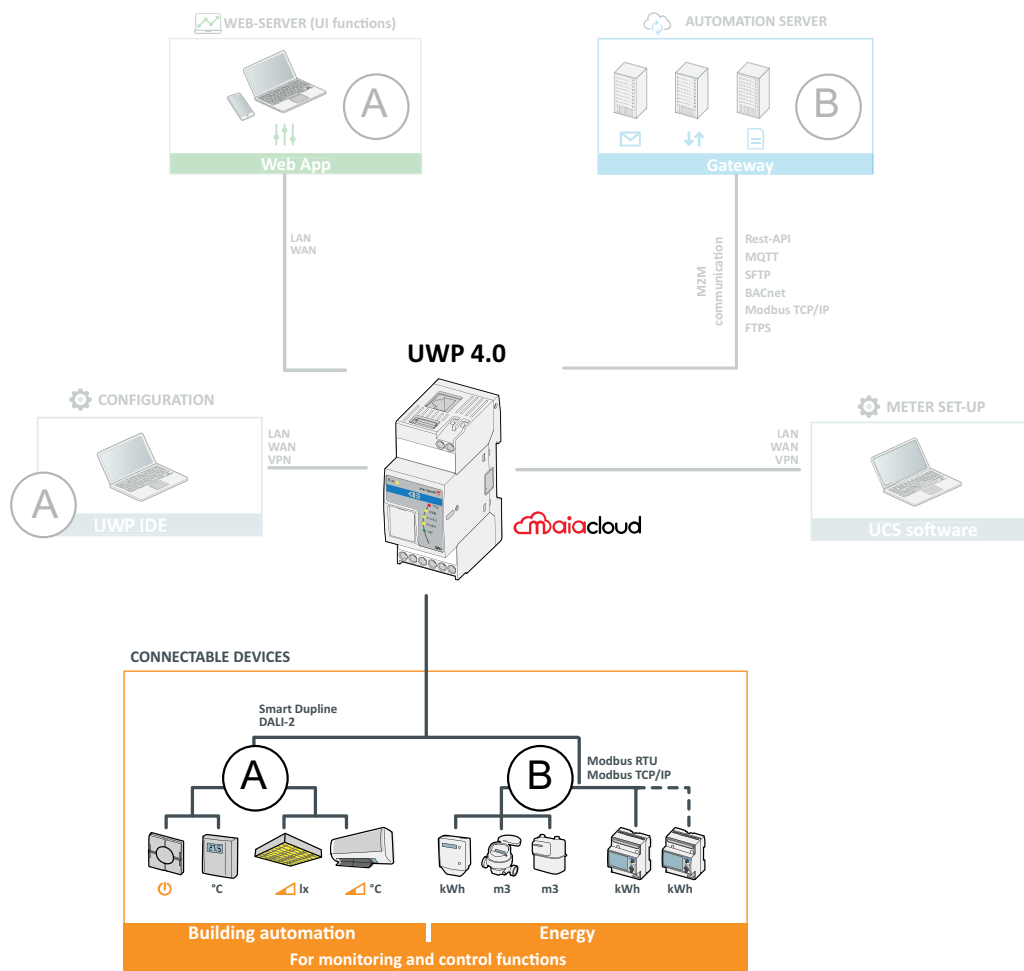 WEB-SERVER (UI functions)
AUTOMATION SERVER
A
B
Web App
Gateway
LAN
WAN
M2M
communication
Rest-API
MQTT
SFTP
BACnet
Modbus TCP/IP
FTPS
UWP 4.0
CONFIGURATION
METER SET-UP
LAN
WAN
VPN
LAN
WAN
VPN
A
UWP IDE
UCS software
maiacloud
CONNECTABLE DEVICES
Smart Dupline
DALI-2
A
B
Modbus RTU
Modbus TCP/IP
21.5
°C
lx
°C
kWh
m3
m3
kWh
kWh
Building automation
Energy
For monitoring and control functions